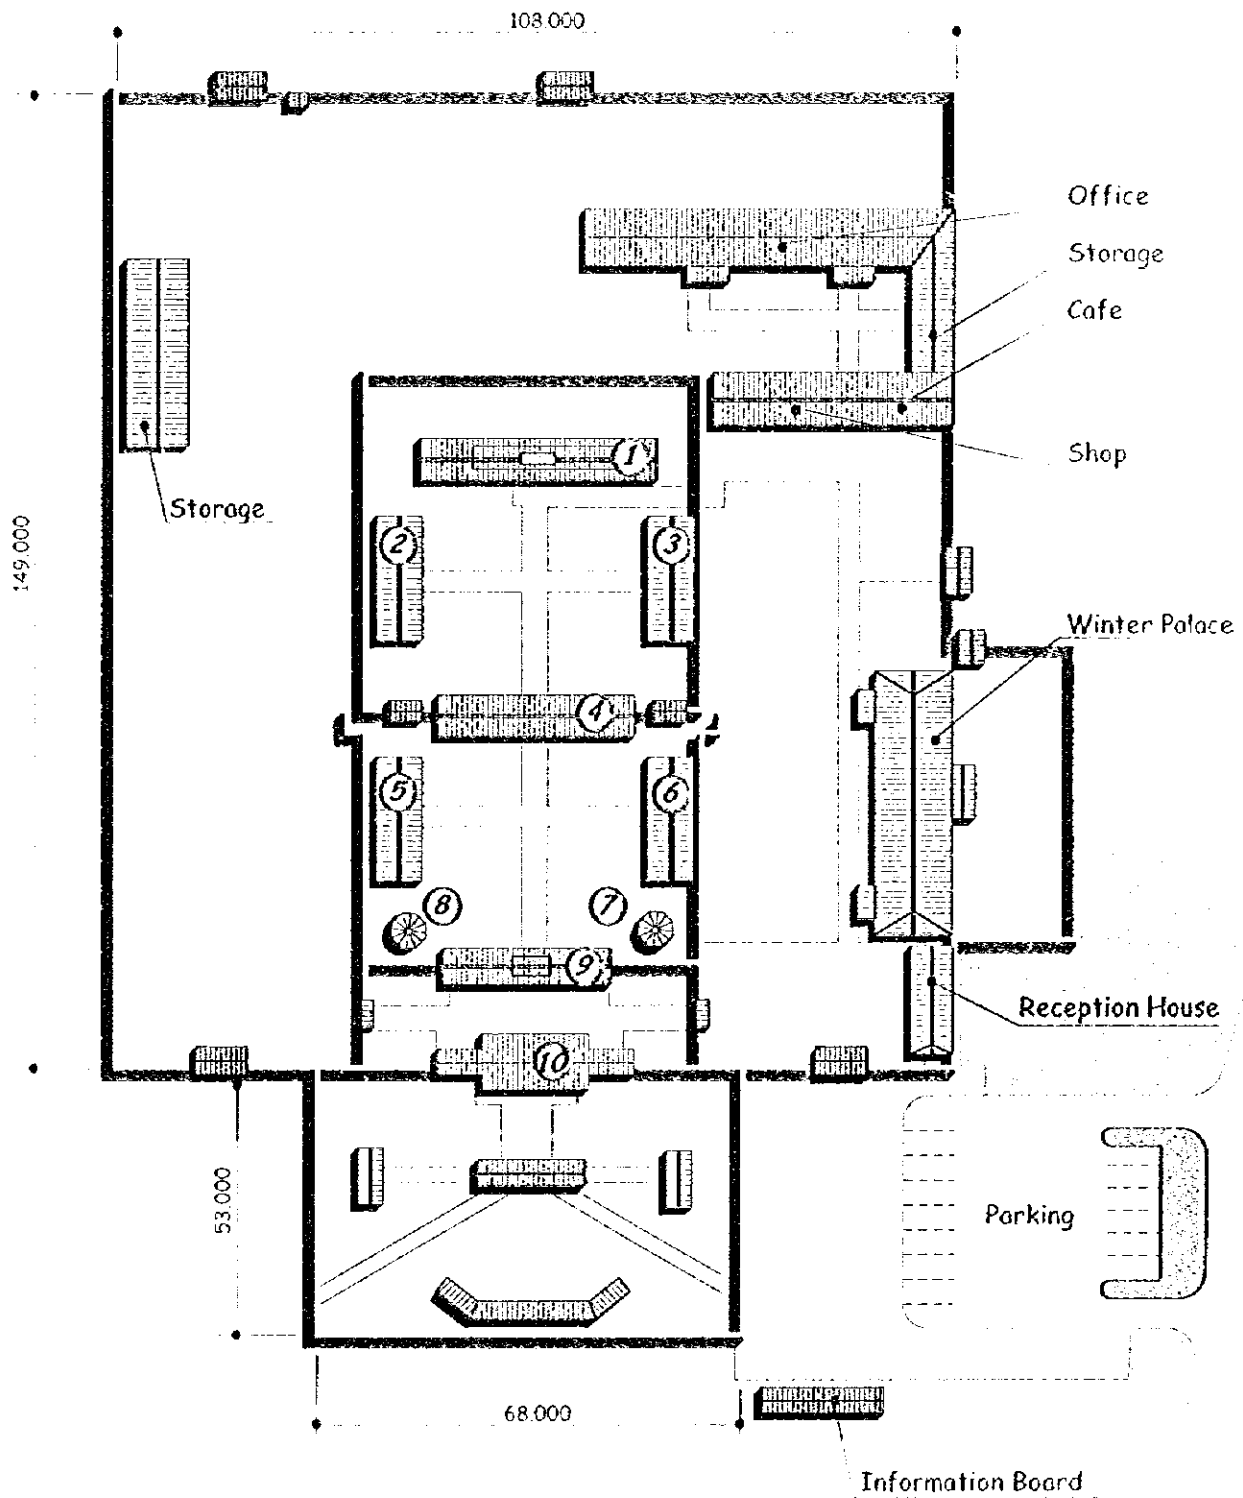 108.000
Office
Storage
Cafe
1
Shop
Storage
149.000
2
3
Winter Palace
4
5
6
8
7
9
Reception House
10
53.000
Parking
68.000
Information Board